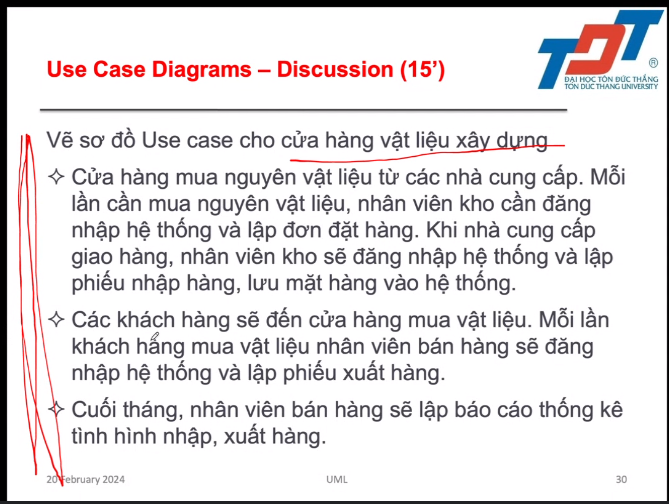 Use Case Diagrams – Discussion (15’)
TDT
®
ĐẠI HỌC TÔN ĐỨC THẮNG
TON DUC THANG UNIVERSITY
Vẽ sơ đồ Use case cho cửa hàng vật liệu xây dựng
✧ Cửa hàng mua nguyên vật liệu từ các nhà cung cấp. Mỗi
lần cần mua nguyên vật liệu, nhân viên kho cần đăng
nhập hệ thống và lập đơn đặt hàng. Khi nhà cung cấp
giao hàng, nhân viên kho sẽ đăng nhập hệ thống và lập
phiếu nhập hàng, lưu mặt hàng vào hệ thống.
✧ Các khách hàng sẽ đến cửa hàng mua vật liệu. Mỗi lần
khách hàng mua vật liệu nhân viên bán hàng sẽ đăng
nhập hệ thống và lập phiếu xuất hàng.
✧ Cuối tháng, nhân viên bán hàng sẽ lập báo cáo thống kê
tình hình nhập, xuất hàng.
20 February 2024
UML
30